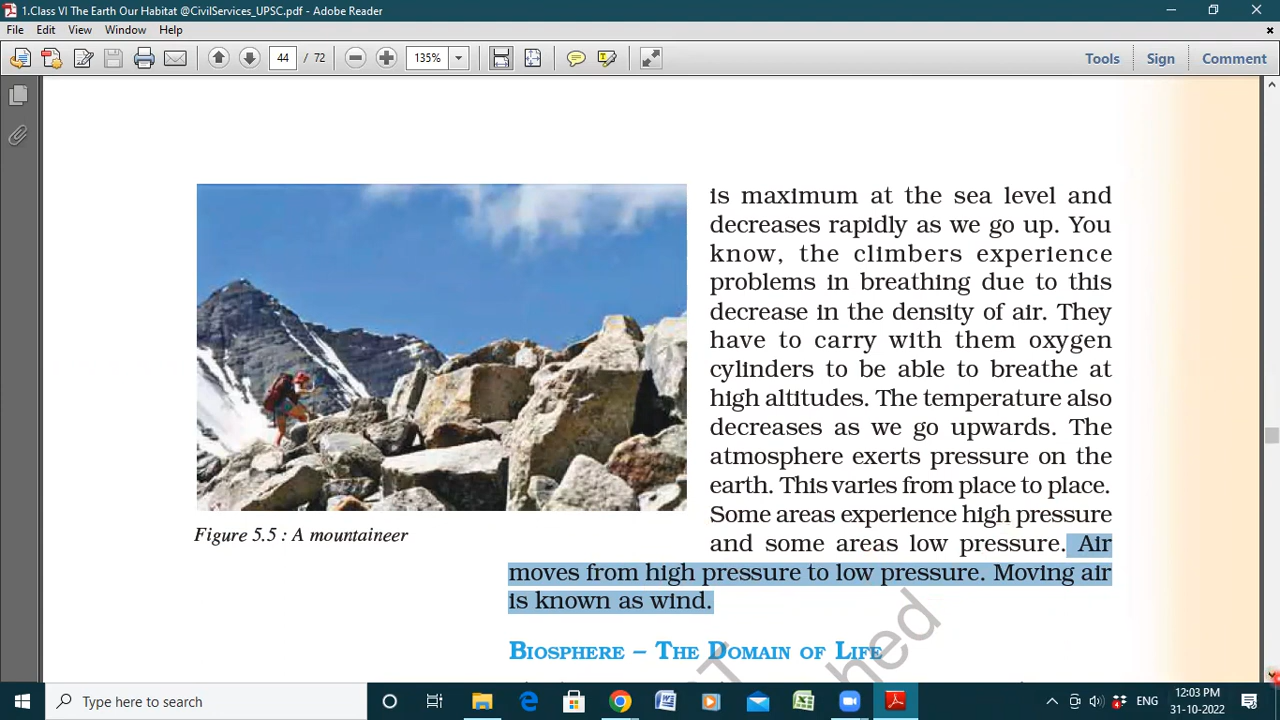 1.Class VI The Earth Our Habitat @CivilServices_UPSC.pdf - Adobe Reader
File Edit View Window Help
44 / 72 135% Tools Sign Comment
is maximum at the sea level and
decreases rapidly as we go up. You
know, the climbers experience
problems in breathing due to this
decrease in the density of air. They
have to carry with them oxygen
cylinders to be able to breathe at
high altitudes. The temperature also
decreases as we go upwards. The
atmosphere exerts pressure on the
earth. This varies from place to place.
Some areas experience high pressure
and some areas low pressure. Air
moves from high pressure to low pressure. Moving air
is known as wind.
Figure 5.5 : A mountaineer
BIOSPHERE – THE DOMAIN OF LIFE
Type here to search
ENG
12:03 PM
31-10-2022